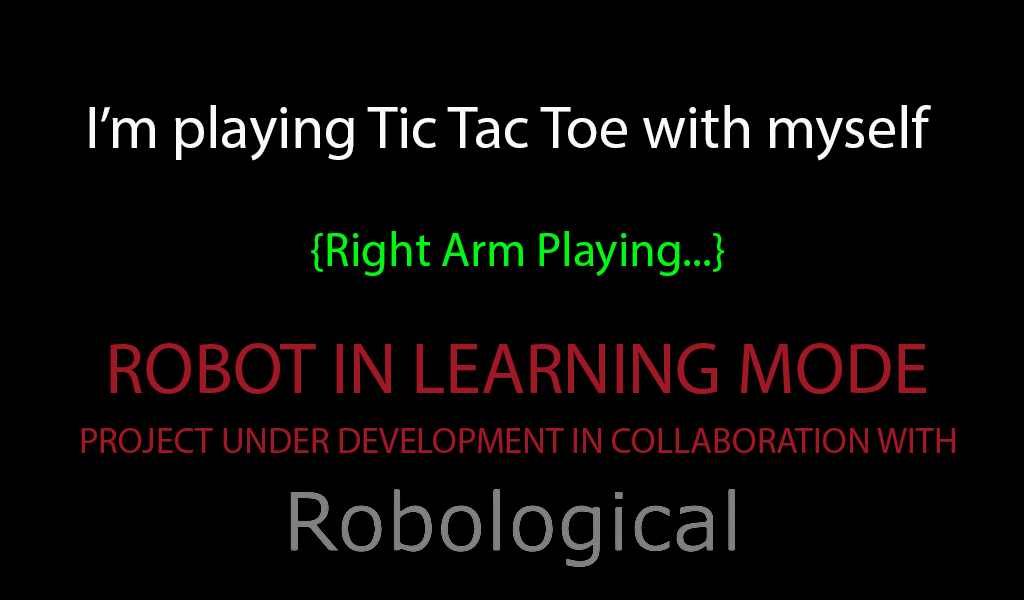 I’m playing Tic Tac Toe with myself
{Right Arm Playing...}
ROBOT IN LEARNING MODE
PROJECT UNDER DEVELOPMENT IN COLLABORATION WITH
Robological